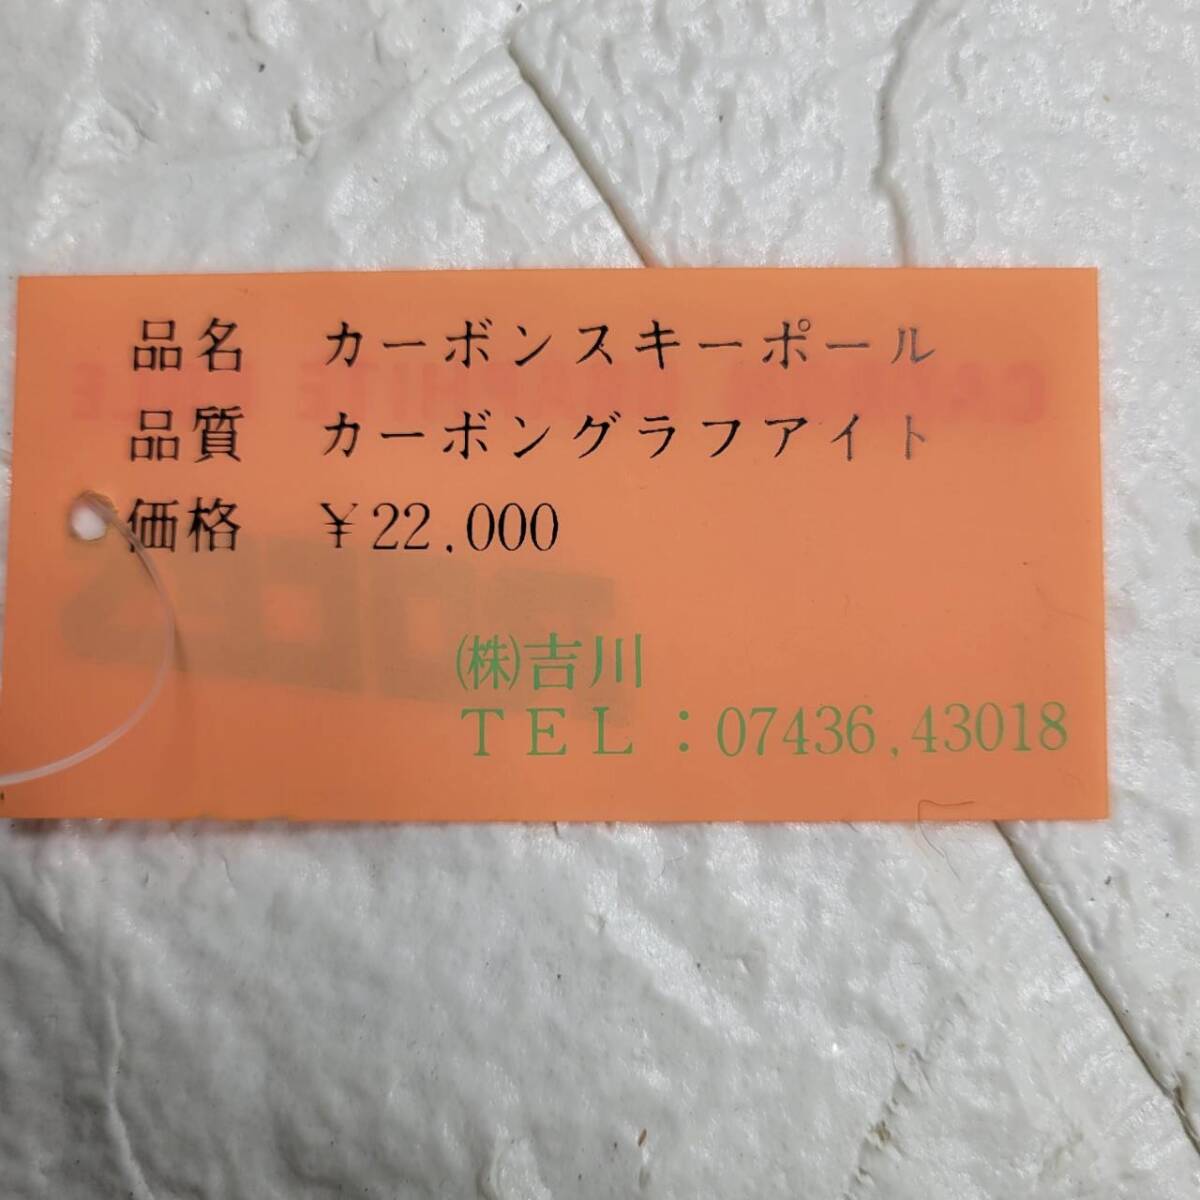 品名 カーボンスキーポール
品質 カーボングラファイト
価格 ¥22,000
㈱吉川
TEL:07436,43018